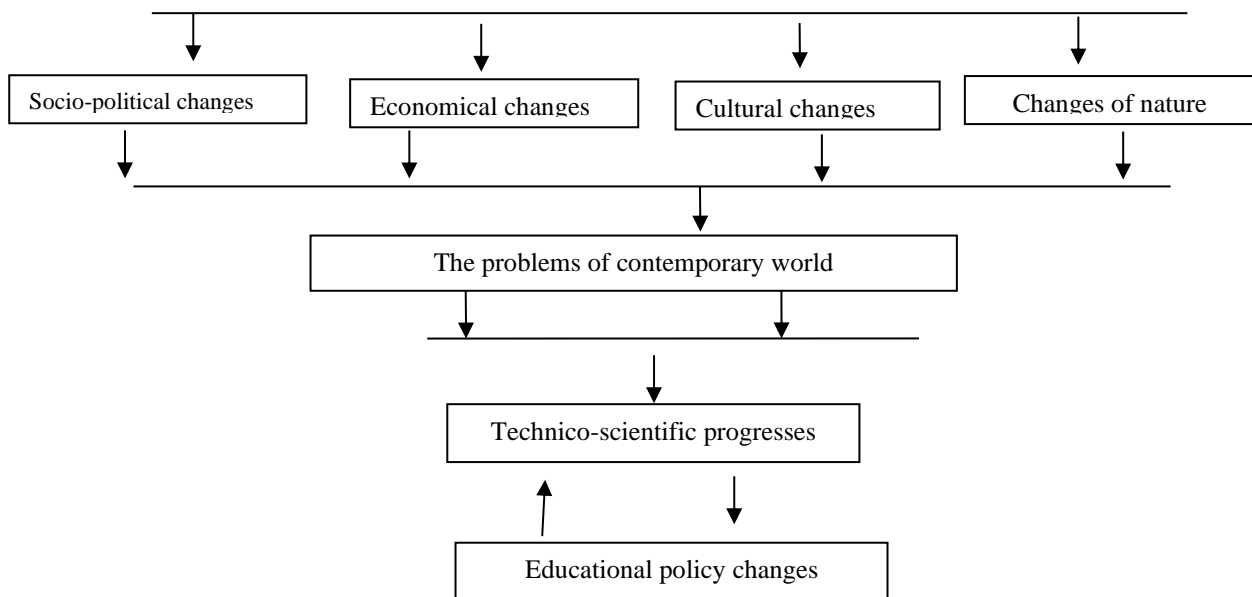 Socio-political changes
Economical changes
Cultural changes
Changes of nature
The problems of contemporary world
Technico-scientific progresses
Educational policy changes